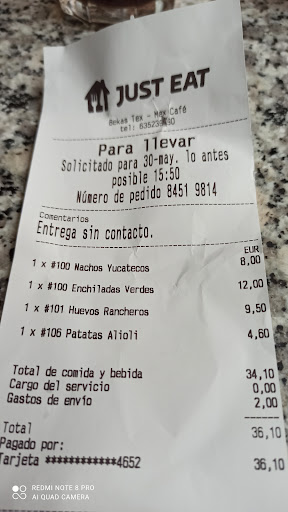 JUST EAT
Bekas Tex - Mex Café
Para llevar
Solicitado para 30-may. lo antes
posible 15:50
Número de pedido 8451 9814
Comentarios
Entrega sin contacto.
EUR
1 x #100 Nachos Yucatecos 8,00
1 x #100 Enchiladas Verdes 12,00
1 x #101 Huevos Rancheros 9,50
1 x #106 Patatas Alioli 4,60
Total de comida y bebida 34,10
Cargo del servicio 0,00
Gastos de envío 2,00
Total 36,10
Pagado por:
Tarjeta ************4652 36,10
REDMI NOTE 8 PRO
AI QUAD CAMERA